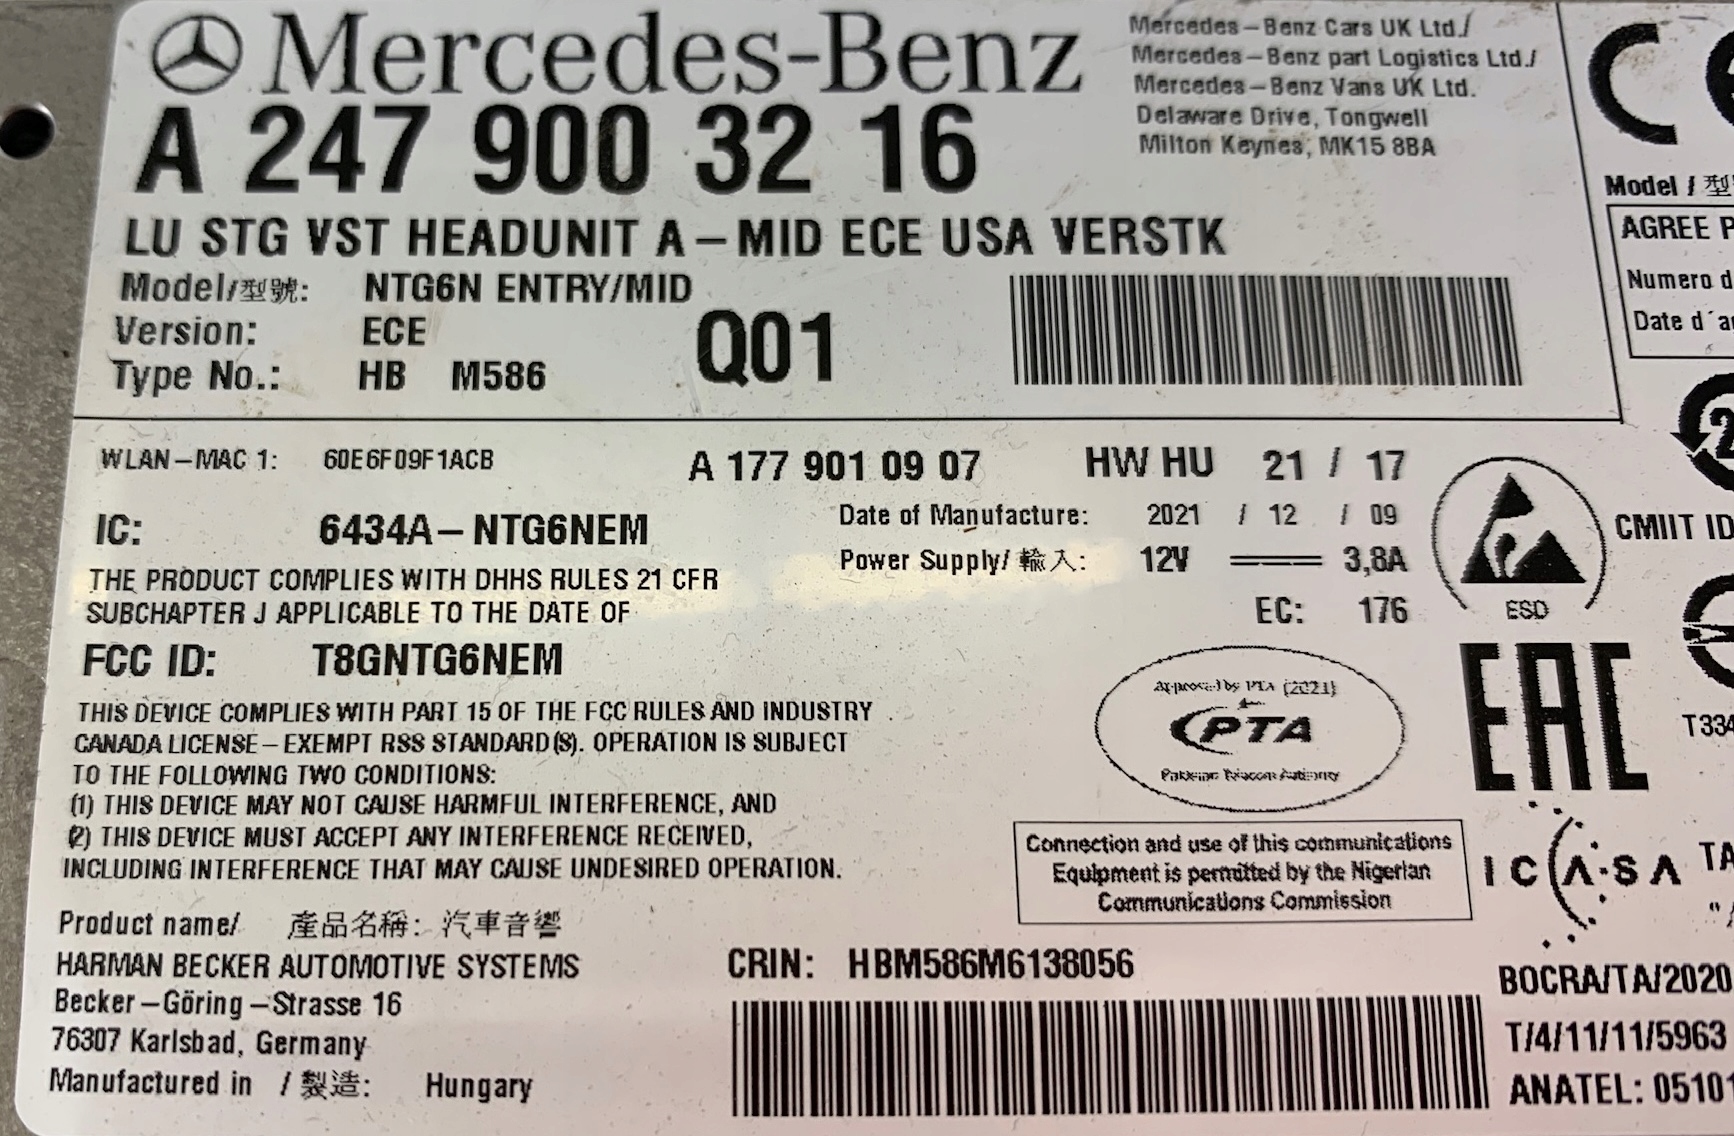 Mercedes-Benz
Mercedes-Benz Cars UK Ltd./
Mercedes-Benz part Logistics Ltd./
Mercedes-Benz Vans UK Ltd.
Delaware Drive, Tongwell
Milton Keynes, MK15 8BA
A 247 900 32 16
LU STG VST HEADUNIT A-MID ECE USA VERSTK
Model/型號: NTG6N ENTRY/MID
Version: ECE
Type No.: HB M586
Q01
CE
Model / 型
AGREE P
Numero d
Date d´a
WLAN-MAC 1: 60E6F09F1ACB
A 177 901 09 07
HW HU 21 / 17
IC: 6434A-NTG6NEM
Date of Manufacture: 2021 / 12 / 09
Power Supply/ 輸入: 12V 3,8A
EC: 176
THE PRODUCT COMPLIES WITH DHHS RULES 21 CFR
SUBCHAPTER J APPLICABLE TO THE DATE OF
FCC ID: T8GNTG6NEM
THIS DEVICE COMPLIES WITH PART 15 OF THE FCC RULES AND INDUSTRY
CANADA LICENSE-EXEMPT RSS STANDARD(S). OPERATION IS SUBJECT
TO THE FOLLOWING TWO CONDITIONS:
(1) THIS DEVICE MAY NOT CAUSE HARMFUL INTERFERENCE, AND
(2) THIS DEVICE MUST ACCEPT ANY INTERFERENCE RECEIVED,
INCLUDING INTERFERENCE THAT MAY CAUSE UNDESIRED OPERATION.
ESD
CMIIT ID
Approved by PTA (2021)
PTA
Pakistan Telecom Authority
EAC
T334
Connection and use of this communications
Equipment is permitted by the Nigerian
Communications Commission
ICASA
TA
Product name/ 產品名稱: 汽車音響
HARMAN BECKER AUTOMOTIVE SYSTEMS
Becker-Göring-Strasse 16
76307 Karlsbad, Germany
Manufactured in / 製造: Hungary
CRIN: HBM586M6138056
BOCRA/TA/2020
T/4/11/11/5963
ANATEL: 05101